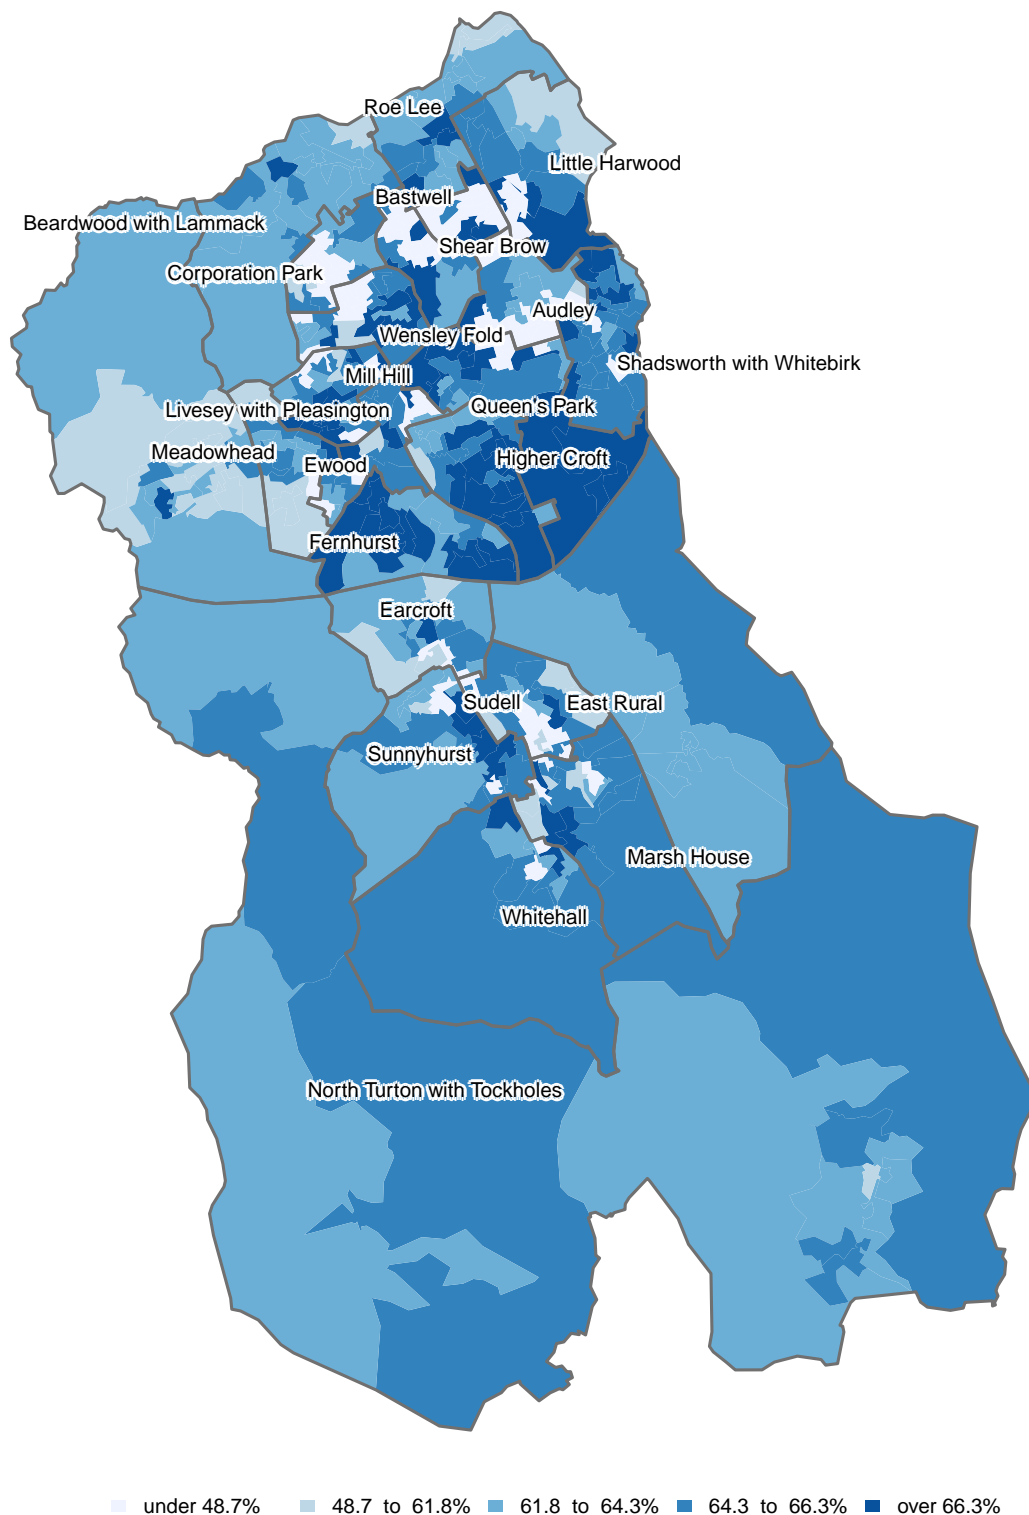 Roe Lee
Little Harwood
Bastwell
Beardwood with Lammack
Shear Brow
Corporation Park
Audley
Wensley Fold
Shadsworth with Whitebirk
Mill Hill
Livesey with Pleasington
Queen's Park
Meadowhead
Ewood
Higher Croft
Fernhurst
Earcroft
Sudell
East Rural
Sunnyhurst
Marsh House
Whitehall
North Turton with Tockholes
under 48.7% 48.7 to 61.8% 61.8 to 64.3% 64.3 to 66.3% over 66.3%